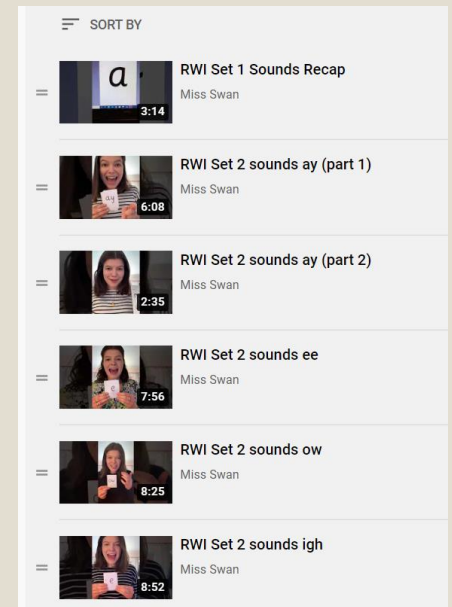 SORT BY
a
3:14
RWI Set 1 Sounds Recap
Miss Swan
ay
6:08
RWI Set 2 sounds ay (part 1)
Miss Swan
2:35
RWI Set 2 sounds ay (part 2)
Miss Swan
7:56
RWI Set 2 sounds ee
Miss Swan
8:25
RWI Set 2 sounds ow
Miss Swan
8:52
RWI Set 2 sounds igh
Miss Swan